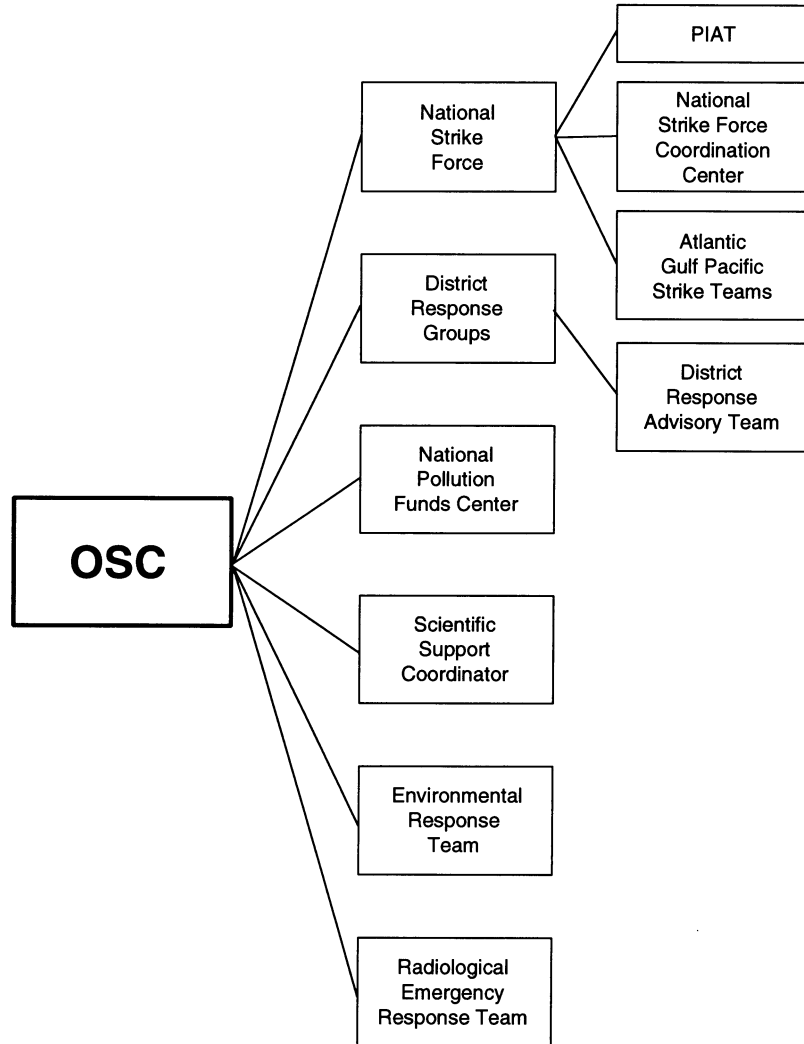 PIAT
National
Strike Force
Coordination
Center
National
Strike
Force
Atlantic
Gulf Pacific
Strike Teams
District
Response
Groups
District
Response
Advisory Team
National
Pollution
Funds Center
OSC
Scientific
Support
Coordinator
Environmental
Response
Team
Radiological
Emergency
Response Team